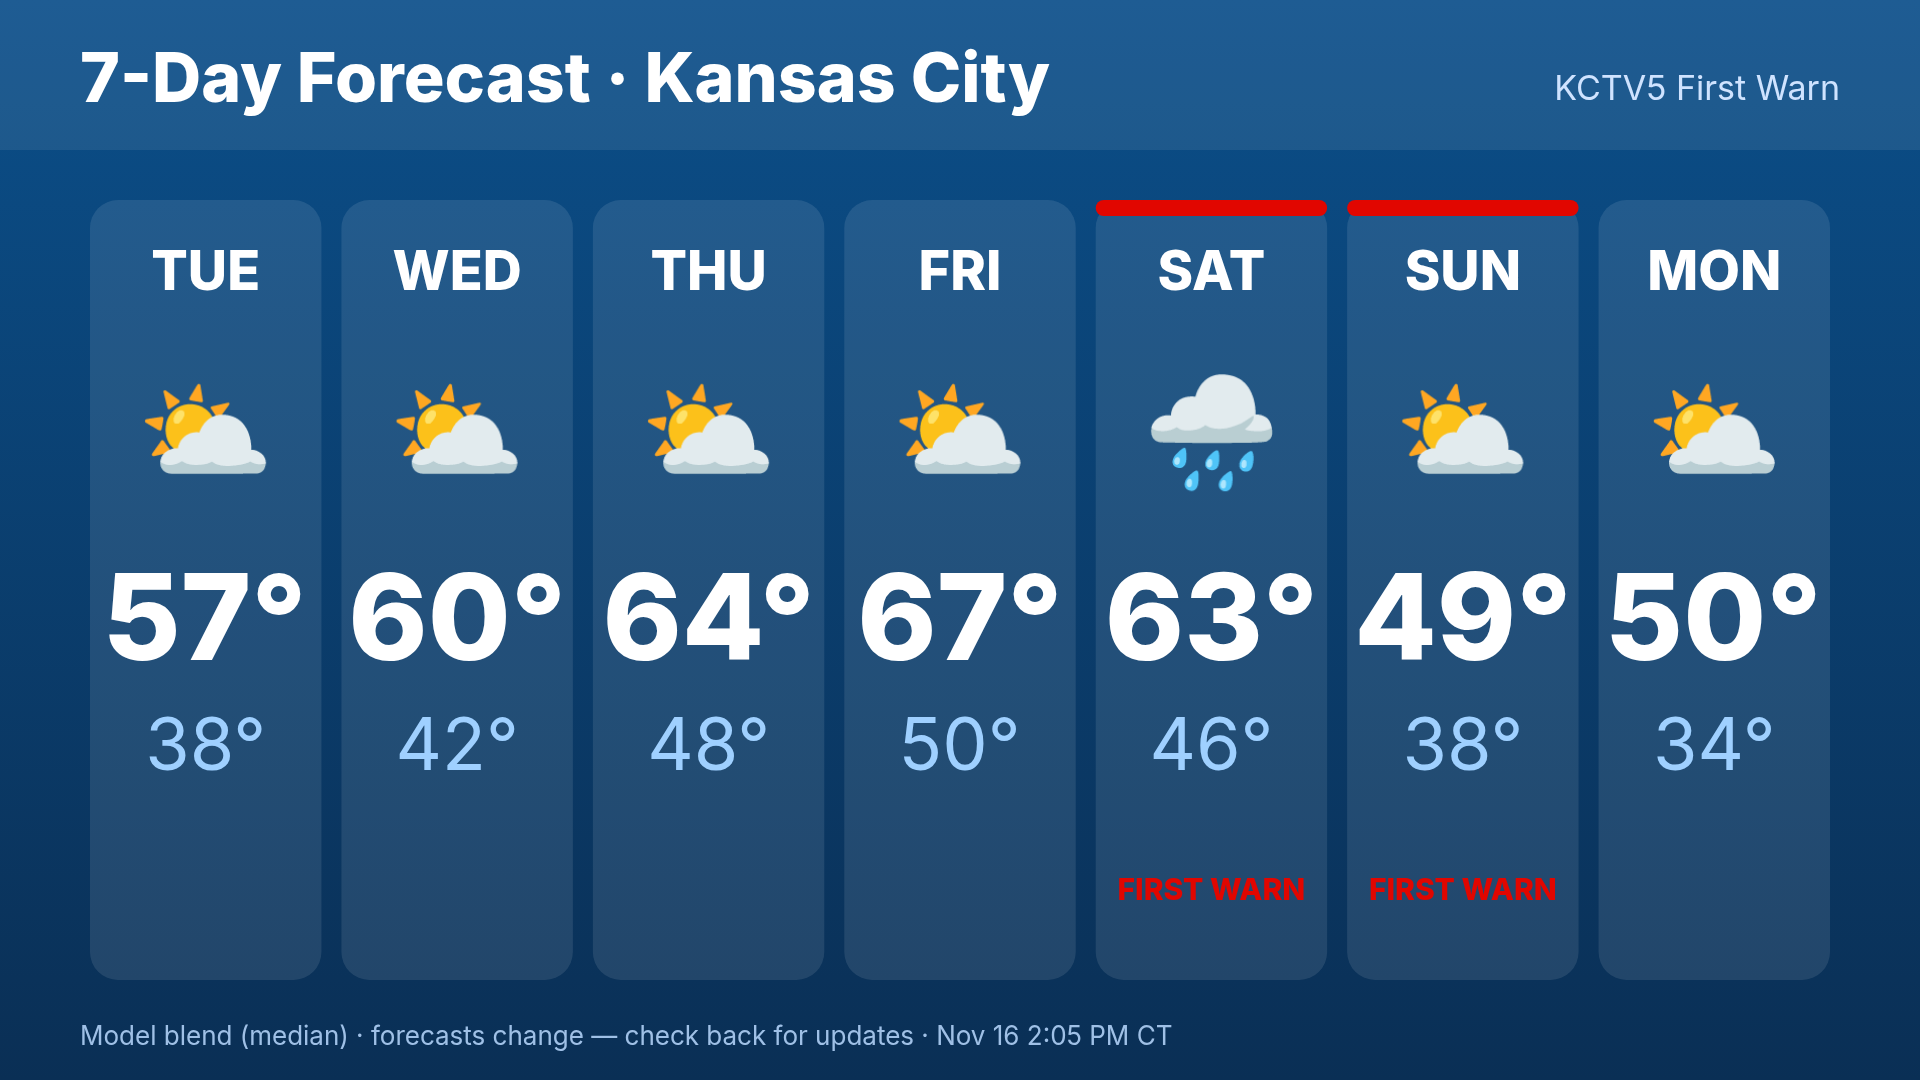 7-Day Forecast · Kansas City
KCTV5 First Warn
TUE WED THU FRI SAT SUN MON
57° 60° 64° 67° 63° 49° 50°
38° 42° 48° 50° 46° 38° 34°
FIRST WARN FIRST WARN
Model blend (median) · forecasts change — check back for updates · Nov 16 2:05 PM CT